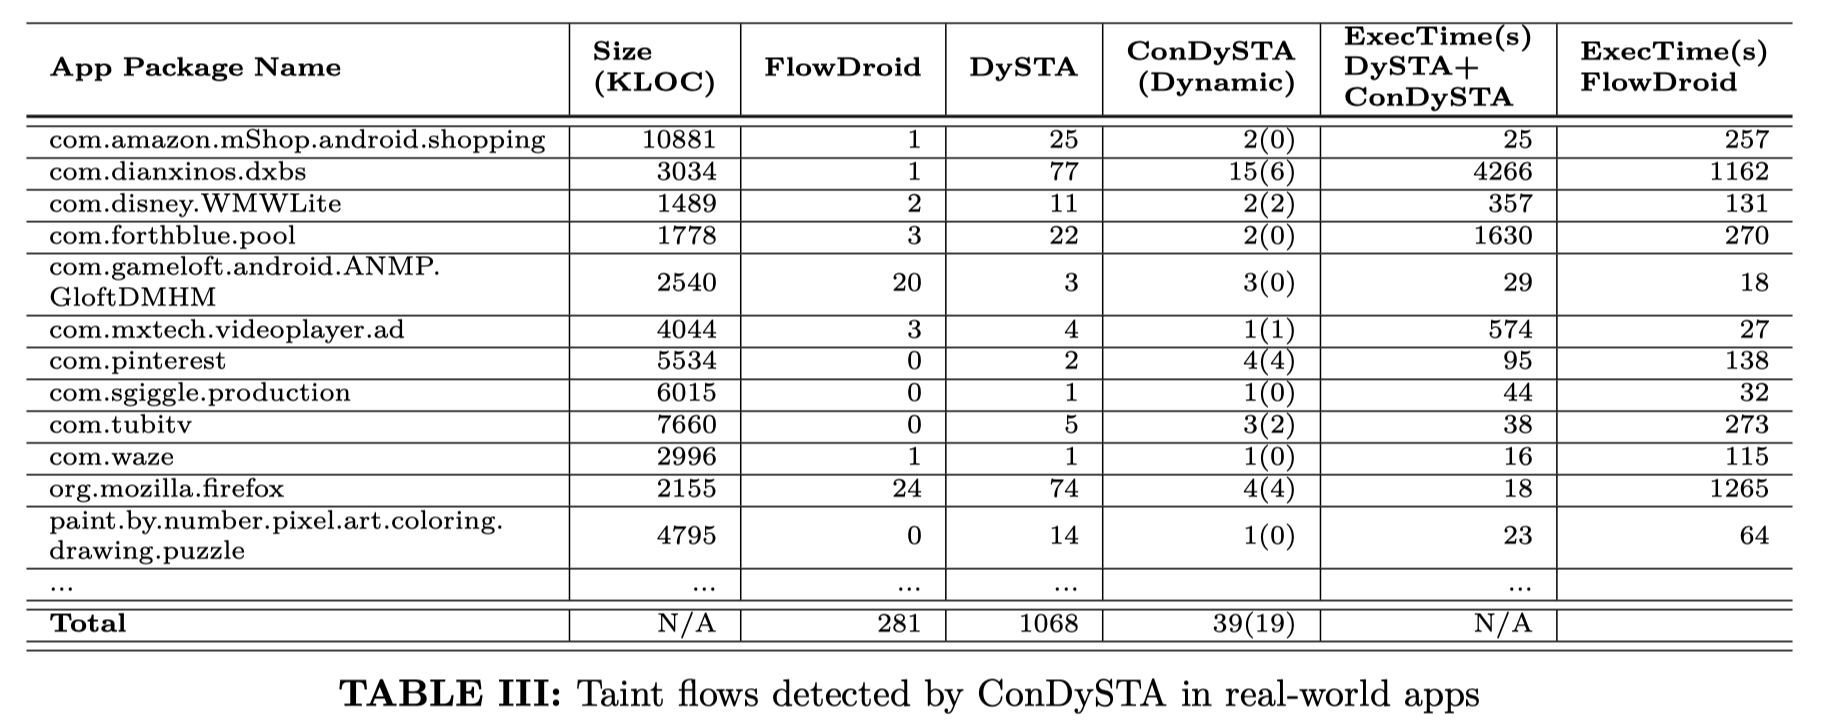 App Package Name | Size (KLOC) | FlowDroid | DySTA | ConDySTA (Dynamic) | ExecTime(s) DySTA+ ConDySTA | ExecTime(s) FlowDroid
com.amazon.mShop.android.shopping | 10881 | 1 | 25 | 2(0) | 25 | 257
com.dianxinos.dxbs | 3034 | 1 | 77 | 15(6) | 4266 | 1162
com.disney.WMWLite | 1489 | 2 | 11 | 2(2) | 357 | 131
com.forthblue.pool | 1778 | 3 | 22 | 2(0) | 1630 | 270
com.gameloft.android.ANMP. GloftDMHM | 2540 | 20 | 3 | 3(0) | 29 | 18
com.mxtech.videoplayer.ad | 4044 | 3 | 4 | 1(1) | 574 | 27
com.pinterest | 5534 | 0 | 2 | 4(4) | 95 | 138
com.sgiggle.production | 6015 | 0 | 1 | 1(0) | 44 | 32
com.tubitv | 7660 | 0 | 5 | 3(2) | 38 | 273
com.waze | 2996 | 1 | 1 | 1(0) | 16 | 115
org.mozilla.firefox | 2155 | 24 | 74 | 4(4) | 18 | 1265
paint.by.number.pixel.art.coloring. drawing.puzzle | 4795 | 0 | 14 | 1(0) | 23 | 64
... | ... | ... | ... | | ... |
Total | N/A | 281 | 1068 | 39(19) | N/A |
TABLE III: Taint flows detected by ConDySTA in real-world apps